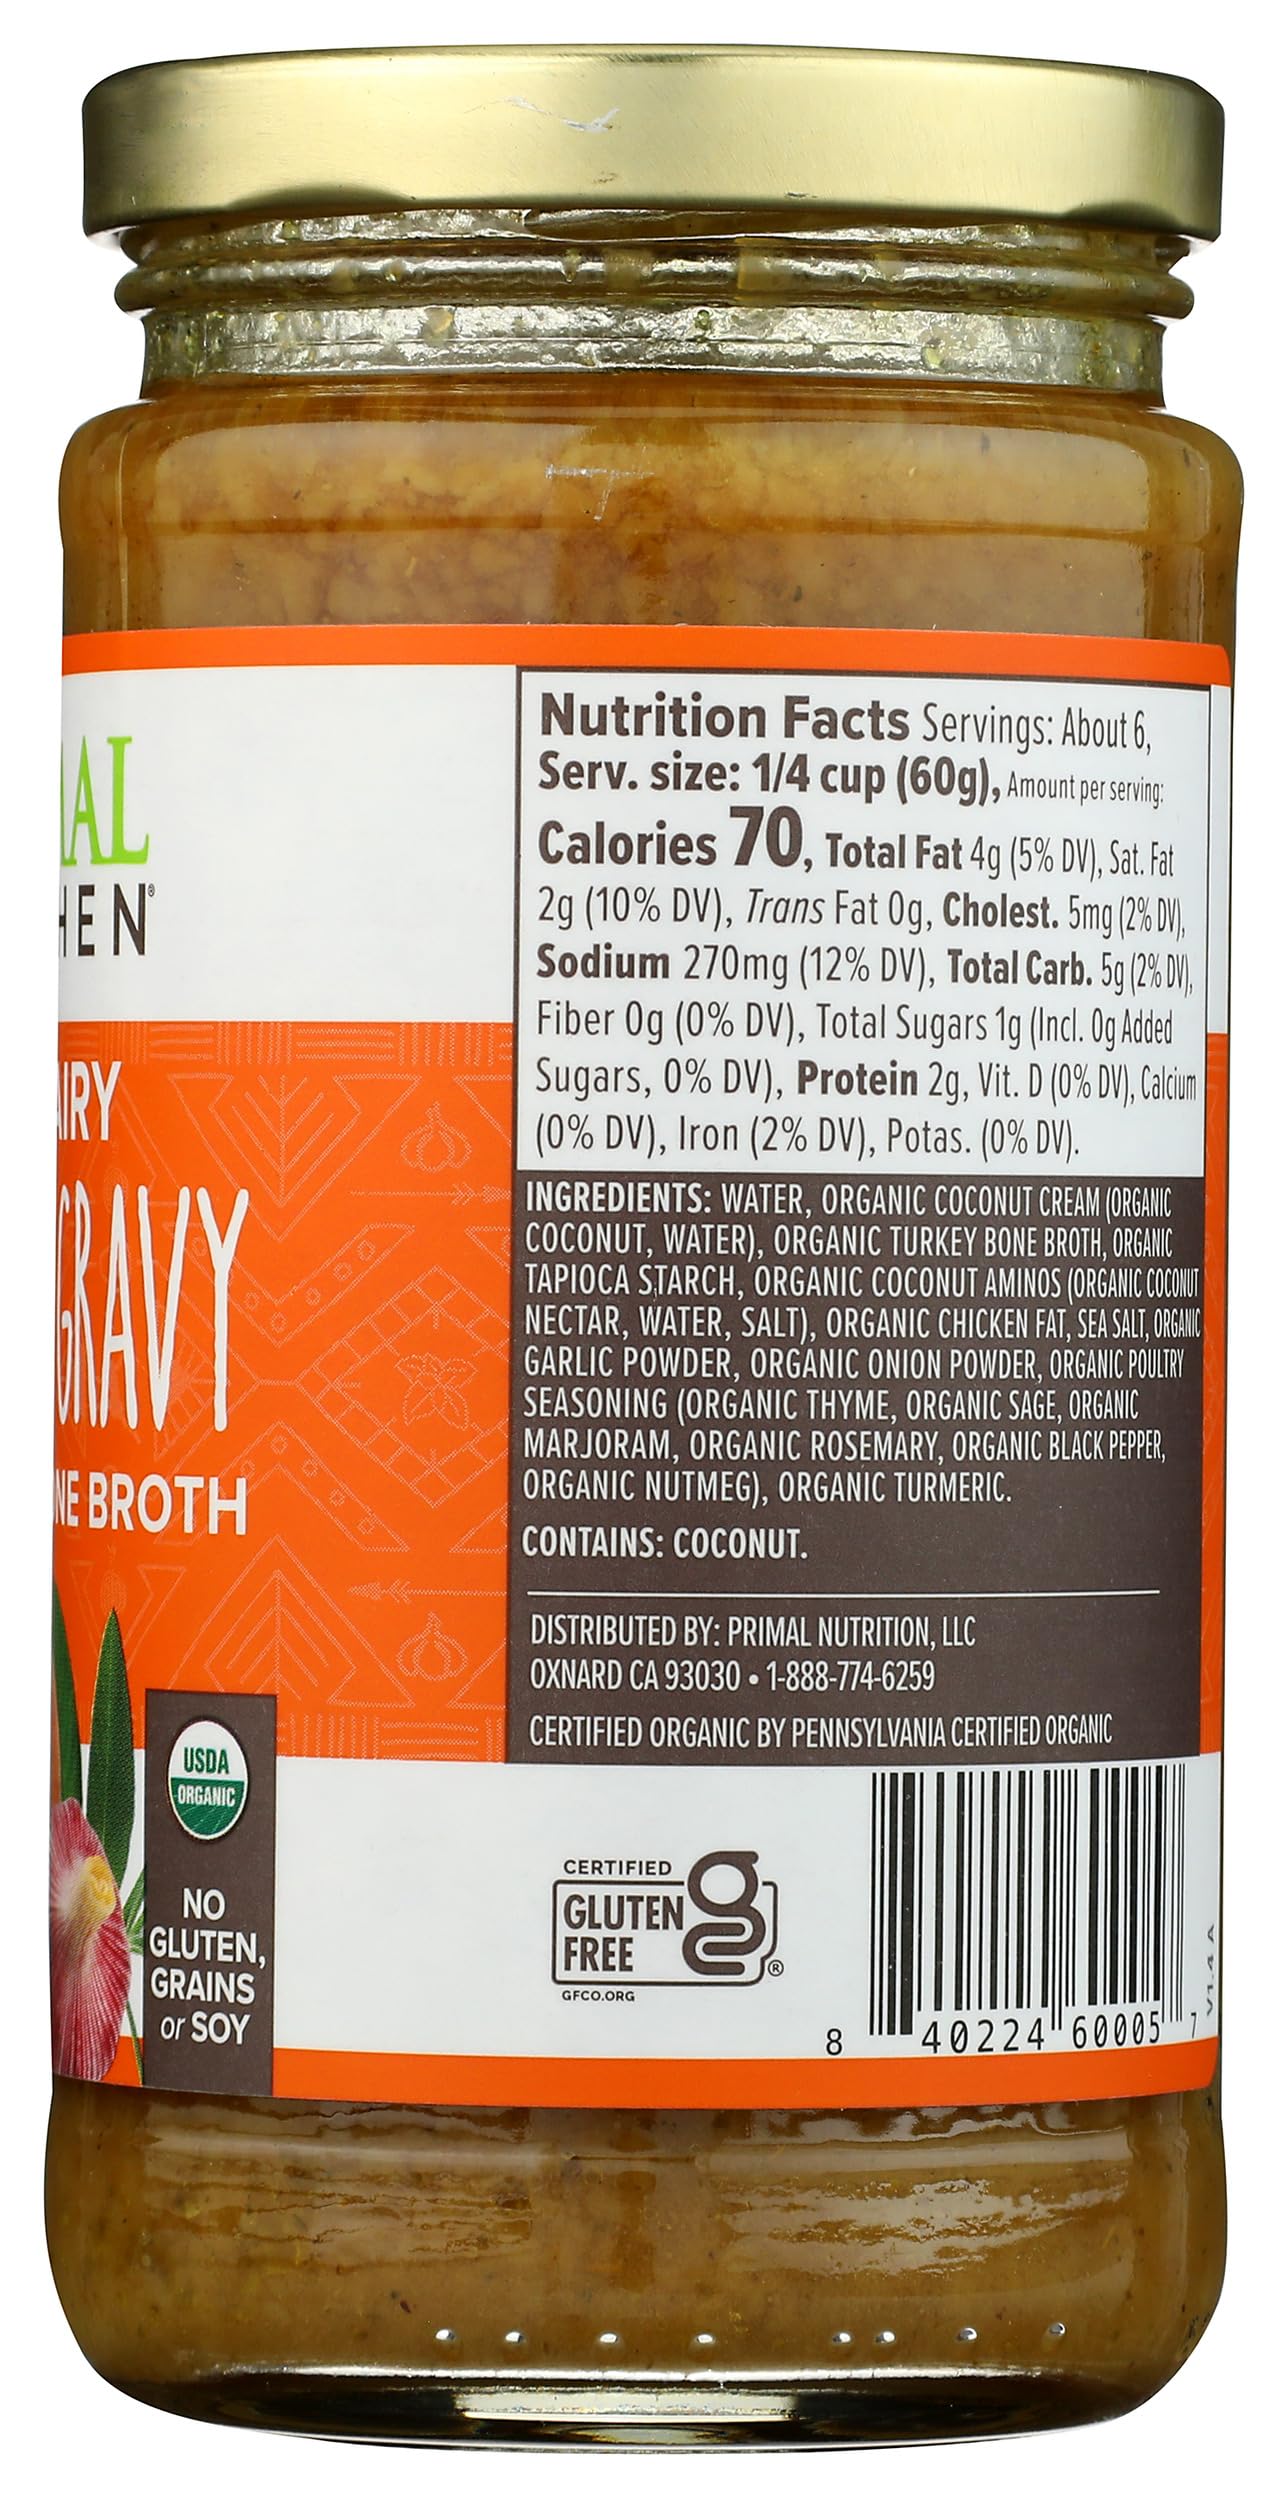 AL
HEN®
AIRY
GRAVY
NE BROTH
USDA
ORGANIC
NO
GLUTEN,
GRAINS
or SOY
Nutrition Facts Servings: About 6,
Serv. size: 1/4 cup (60g), Amount per serving:
Calories 70, Total Fat 4g (5% DV), Sat. Fat
2g (10% DV), Trans Fat 0g, Cholest. 5mg (2% DV),
Sodium 270mg (12% DV), Total Carb. 5g (2% DV),
Fiber 0g (0% DV), Total Sugars 1g (Incl. 0g Added
Sugars, 0% DV), Protein 2g, Vit. D (0% DV), Calcium
(0% DV), Iron (2% DV), Potas. (0% DV).
INGREDIENTS: WATER, ORGANIC COCONUT CREAM (ORGANIC
COCONUT, WATER), ORGANIC TURKEY BONE BROTH, ORGANIC
TAPIOCA STARCH, ORGANIC COCONUT AMINOS (ORGANIC COCONUT
NECTAR, WATER, SALT), ORGANIC CHICKEN FAT, SEA SALT, ORGANIC
GARLIC POWDER, ORGANIC ONION POWDER, ORGANIC POULTRY
SEASONING (ORGANIC THYME, ORGANIC SAGE, ORGANIC
MARJORAM, ORGANIC ROSEMARY, ORGANIC BLACK PEPPER,
ORGANIC NUTMEG), ORGANIC TURMERIC.
CONTAINS: COCONUT.
DISTRIBUTED BY: PRIMAL NUTRITION, LLC
OXNARD CA 93030 • 1-888-774-6259
CERTIFIED ORGANIC BY PENNSYLVANIA CERTIFIED ORGANIC
CERTIFIED
GLUTEN
FREE
g®
GFCO.ORG
8 40224 60005 7
V1.4 A